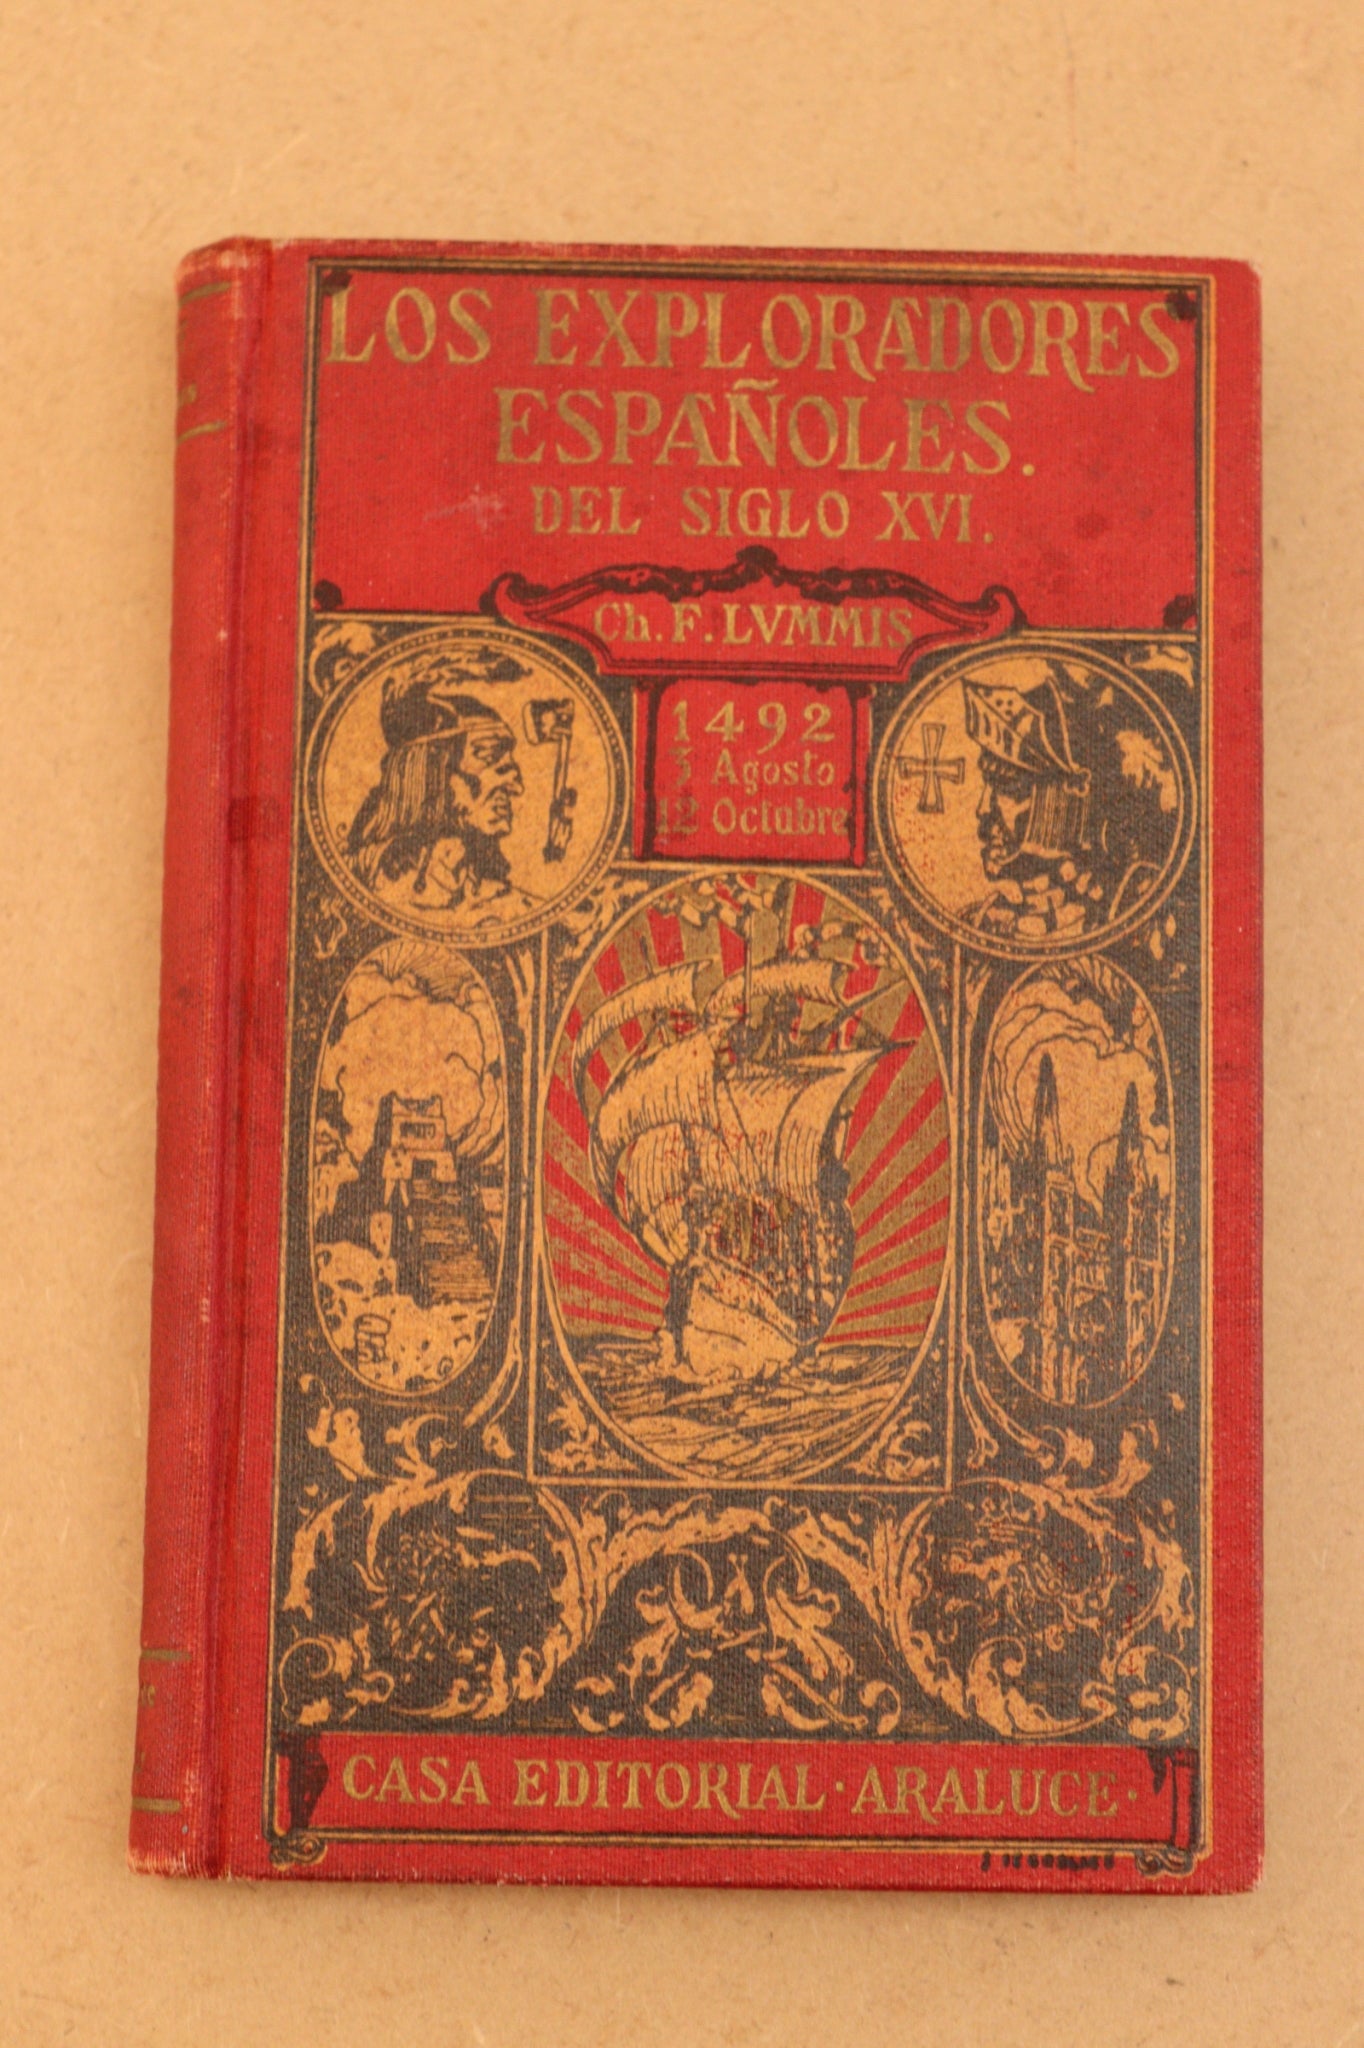 LOS EXPLORADORES
ESPAÑOLES.
DEL SIGLO XVI.
Ch. F. LVMMIS
1492
3 Agosto
12 Octubre
CASA EDITORIAL · ARALUCE ·